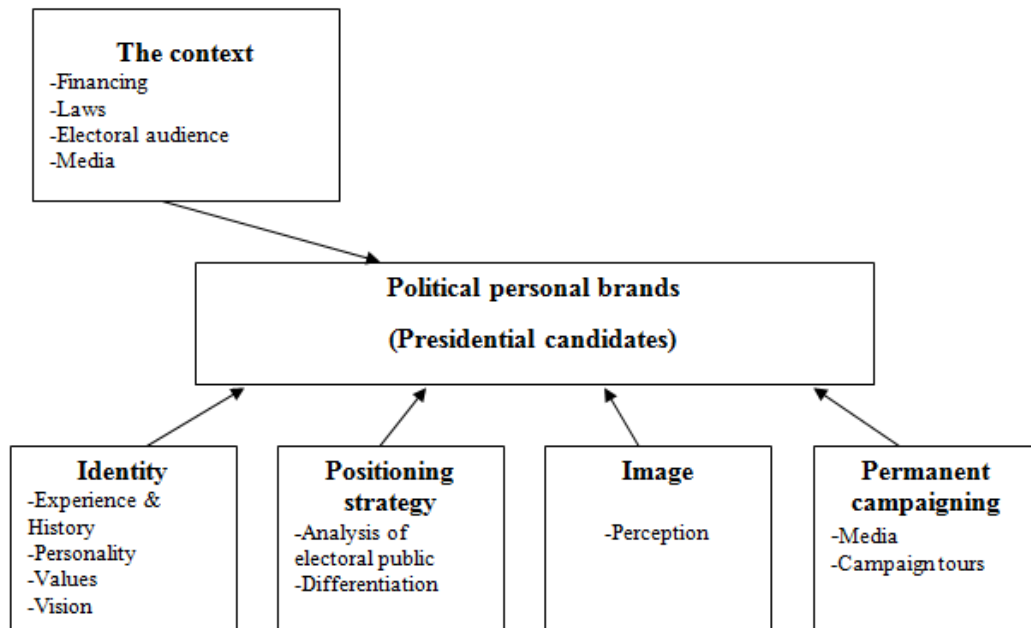 The context
-Financing
-Laws
-Electoral audience
-Media
Political personal brands
(Presidential candidates)
Identity
-Experience &
History
-Personality
-Values
-Vision
Positioning
strategy
-Analysis of
electoral public
-Differentiation
Image
-Perception
Permanent
campaigning
-Media
-Campaign tours